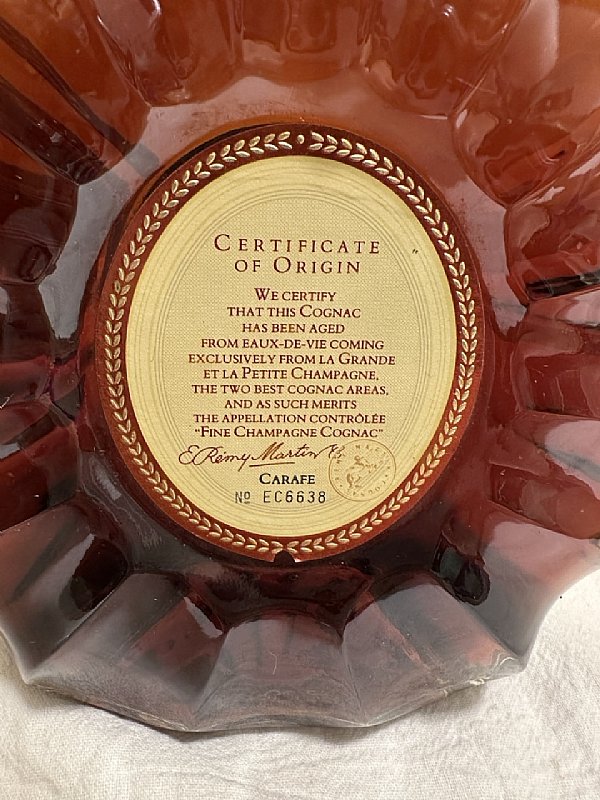 CERTIFICATE
OF ORIGIN
WE CERTIFY
THAT THIS COGNAC
HAS BEEN AGED
FROM EAUX-DE-VIE COMING
EXCLUSIVELY FROM LA GRANDE
ET LA PETITE CHAMPAGNE,
THE TWO BEST COGNAC AREAS,
AND AS SUCH MERITS
THE APPELLATION CONTRÔLÉE
"FINE CHAMPAGNE COGNAC"
E. Remy Martin & Co
CARAFE
Nº EC6638